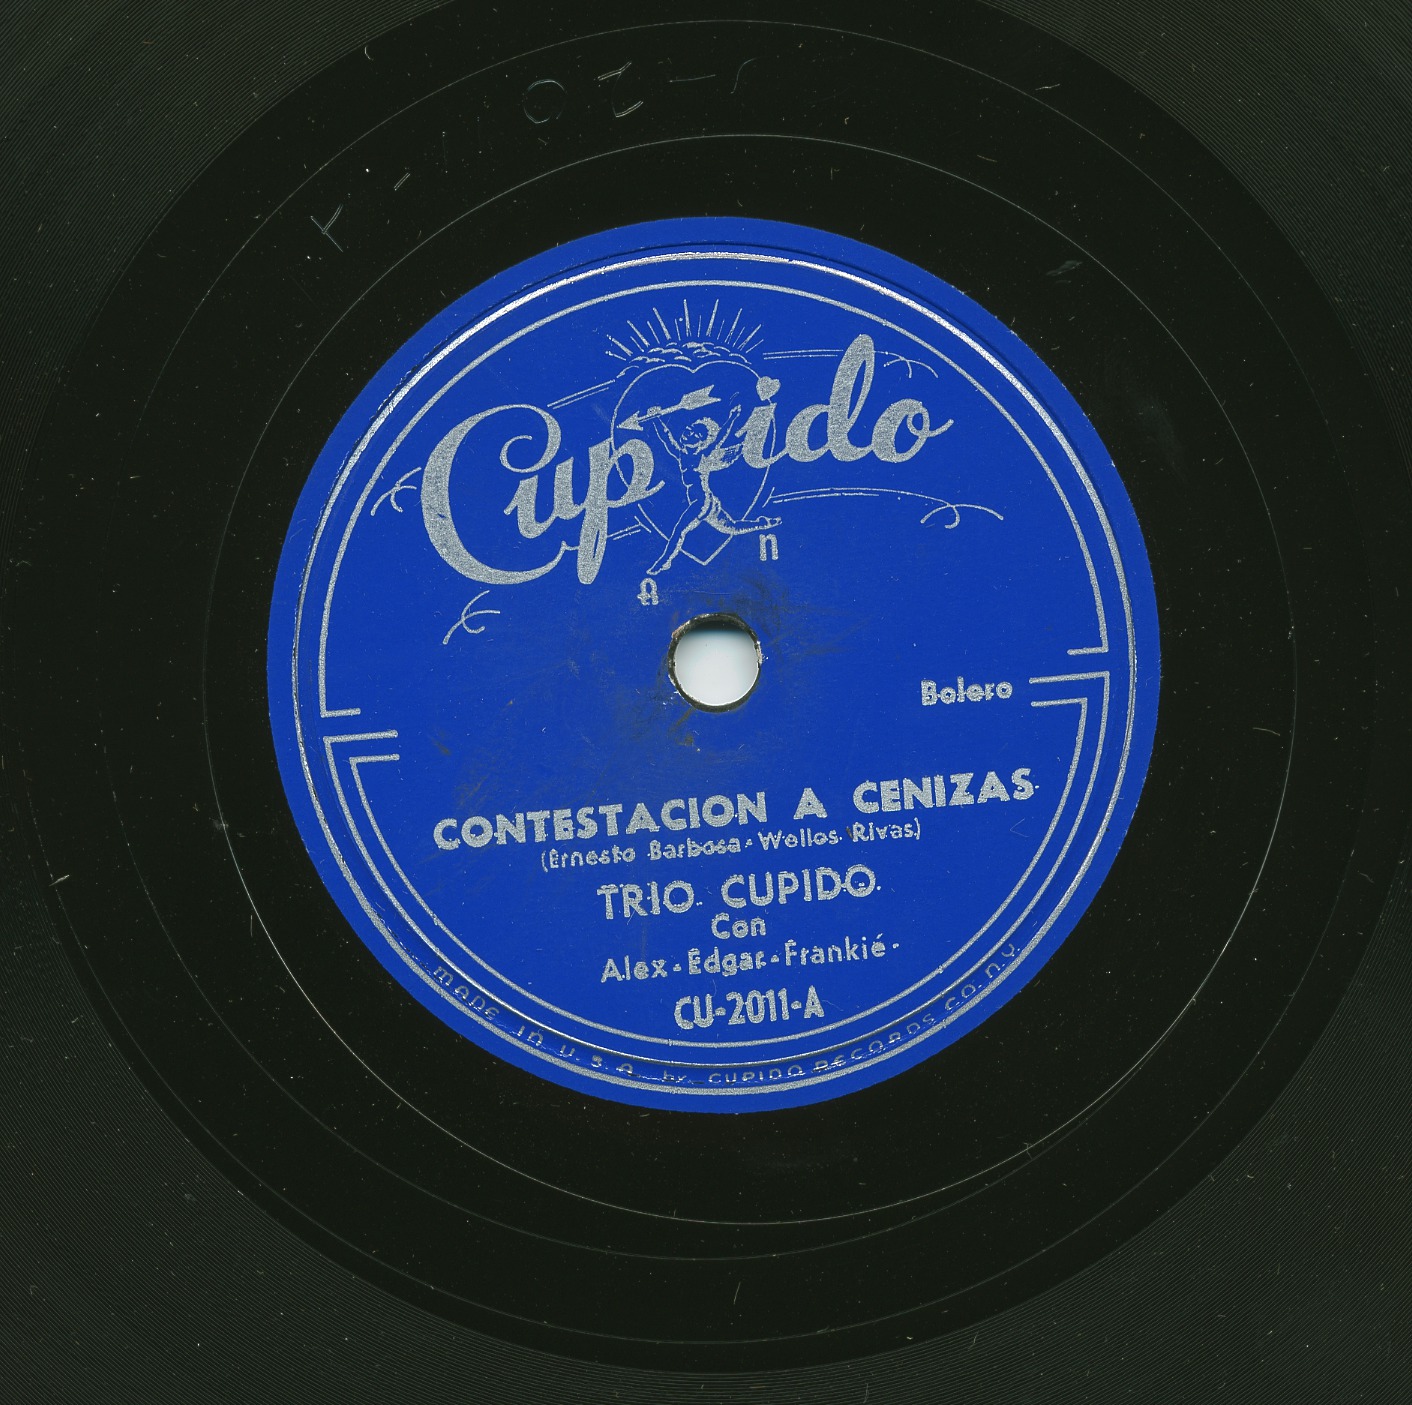 Cupido
A n
Bolero
CONTESTACION A CENIZAS
(Ernesto Barbosa-Wellos Rivas)
TRIO CUPIDO
Con
Alex-Edgar-Frankié-
CU-2011-A
MADE IN U.S.A. by CUPIDO RECORDS CO. N.Y.